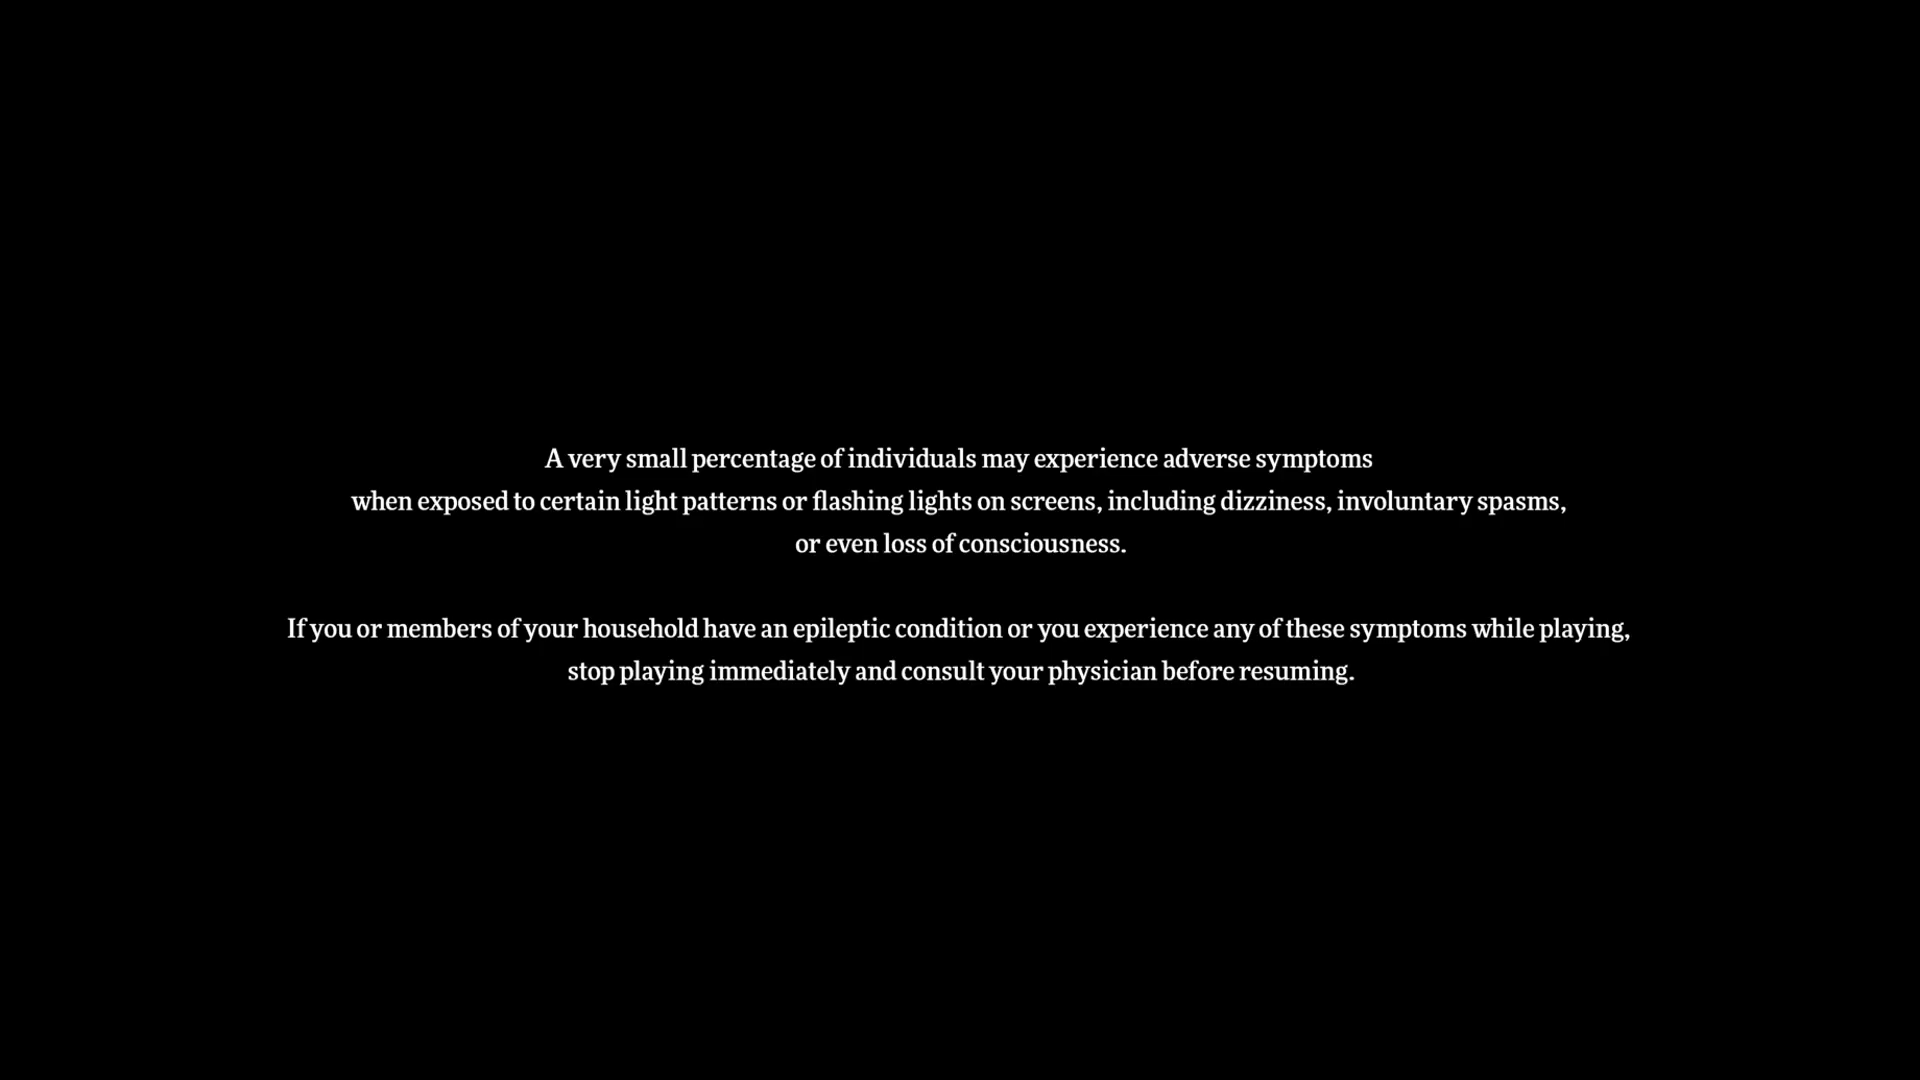 A very small percentage of individuals may experience adverse symptoms
when exposed to certain light patterns or flashing lights on screens, including dizziness, involuntary spasms,
or even loss of consciousness.
If you or members of your household have an epileptic condition or you experience any of these symptoms while playing,
stop playing immediately and consult your physician before resuming.